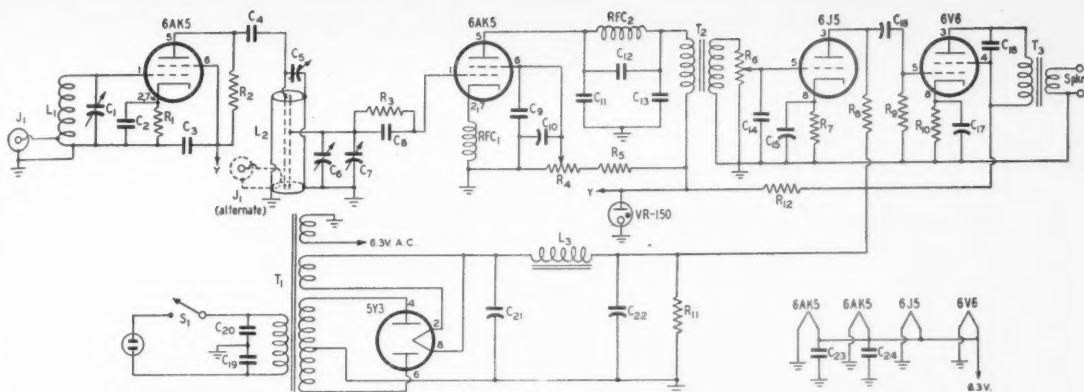 6AK5
C4
5
1
6
2,7
L1
C1
C2
R1
C3
R2
J1
Y
C5
L2
J1
(alternate)
C6
C7
R3
C8
6AK5
5
1
6
2,7
RFC1
C9
C10
R4
R5
RFC2
C12
C11
C13
T2
R6
C14
C15
6J5
3
5
8
R7
R8
C18
R9
6V6
3
5
4
8
R10
C17
C18
T3
Spkr
Y
VR-150
R12
6.3V. A.C.
T1
S1
C20
C19
5Y3
4
2
8
6
L3
C21
C22
R11
6AK5 6AK5 6J5 6V6
C23
C24
6.3V.